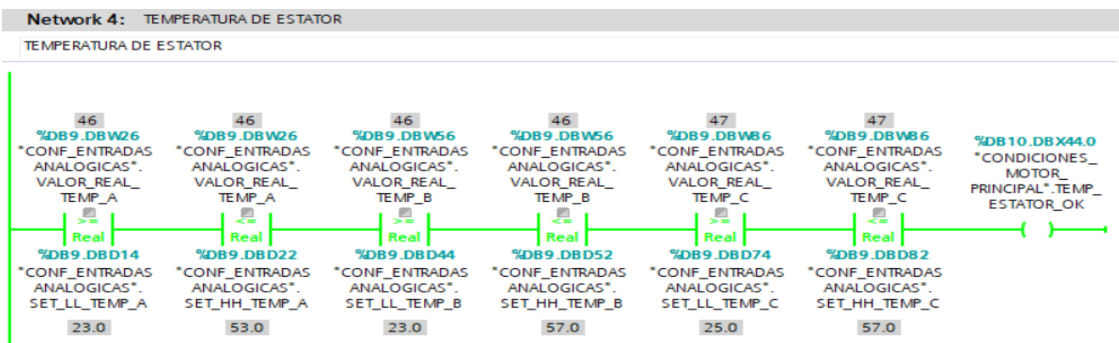 Network 4: TEMPERATURA DE ESTATOR
TEMPERATURA DE ESTATOR
46
%DB9.DBW26
"CONF_ENTRADAS
ANALOGICAS".
VALOR_REAL_
TEMP_A
>=
Real
%DB9.DBD14
"CONF_ENTRADAS
ANALOGICAS".
SET_LL_TEMP_A
23.0
46
%DB9.DBW26
"CONF_ENTRADAS
ANALOGICAS".
VALOR_REAL_
TEMP_A
<=
Real
%DB9.DBD22
"CONF_ENTRADAS
ANALOGICAS".
SET_HH_TEMP_A
53.0
46
%DB9.DBW56
"CONF_ENTRADAS
ANALOGICAS".
VALOR_REAL_
TEMP_B
>=
Real
%DB9.DBD44
"CONF_ENTRADAS
ANALOGICAS".
SET_LL_TEMP_B
23.0
46
%DB9.DBW56
"CONF_ENTRADAS
ANALOGICAS".
VALOR_REAL_
TEMP_B
<=
Real
%DB9.DBD52
"CONF_ENTRADAS
ANALOGICAS".
SET_HH_TEMP_B
57.0
47
%DB9.DBW86
"CONF_ENTRADAS
ANALOGICAS".
VALOR_REAL_
TEMP_C
>=
Real
%DB9.DBD74
"CONF_ENTRADAS
ANALOGICAS".
SET_LL_TEMP_C
25.0
47
%DB9.DBW86
"CONF_ENTRADAS
ANALOGICAS".
VALOR_REAL_
TEMP_C
<=
Real
%DB9.DBD82
"CONF_ENTRADAS
ANALOGICAS".
SET_HH_TEMP_C
57.0
%DB10.DBX44.0
"CONDICIONES_
MOTOR_
PRINCIPAL".TEMP_
ESTATOR_OK